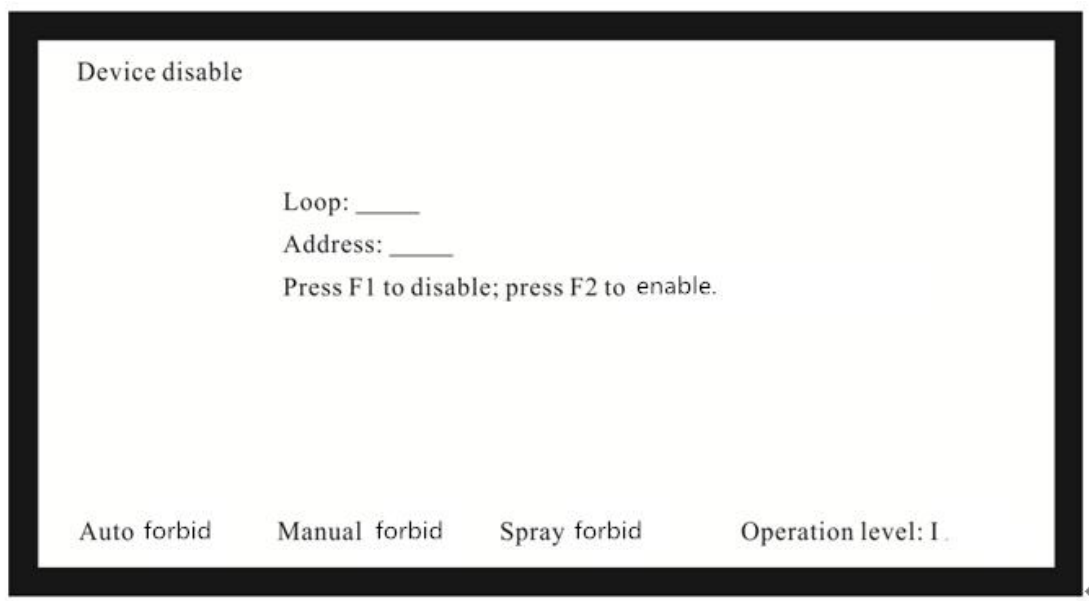 Device disable
Loop: _____
Address: _____
Press F1 to disable; press F2 to enable.
Auto forbid Manual forbid Spray forbid Operation level: I